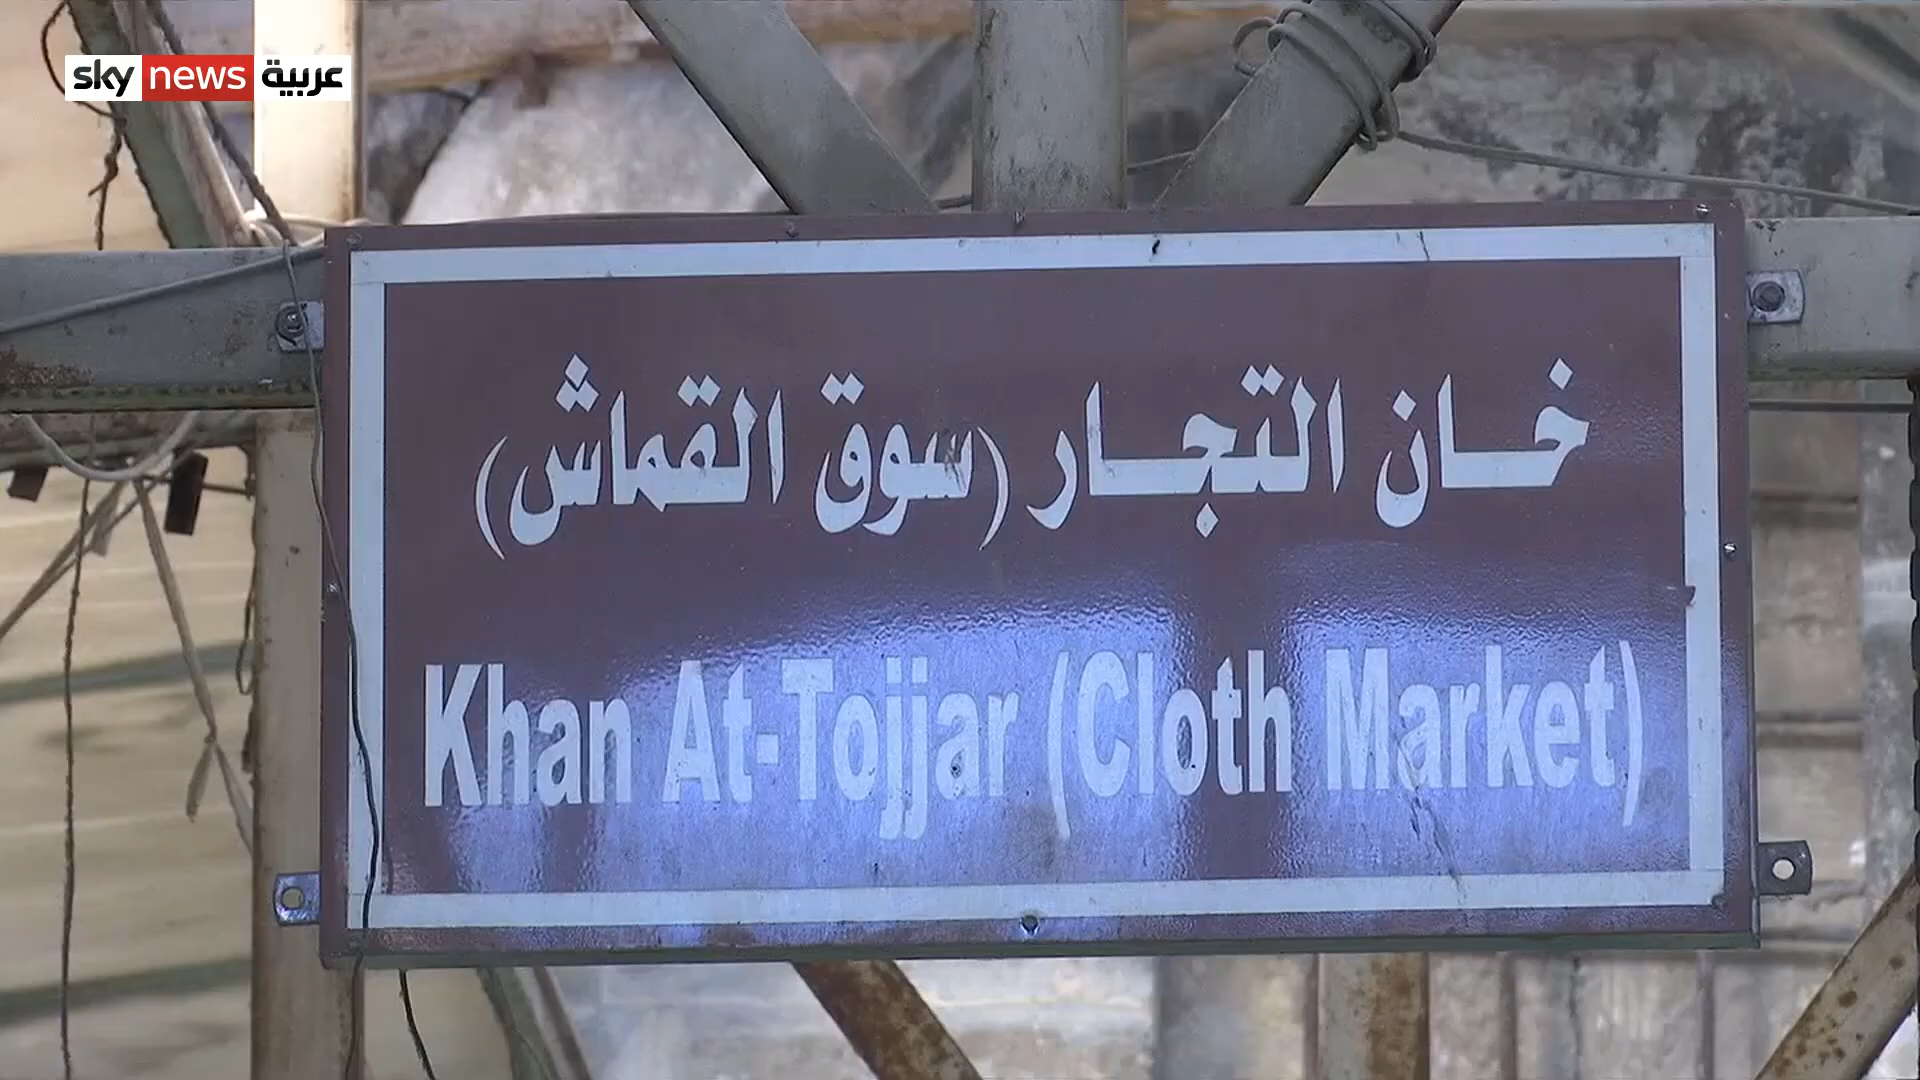 sky news عربية
خان التجار (سوق القماش)
Khan At-Tojjar (Cloth Market)